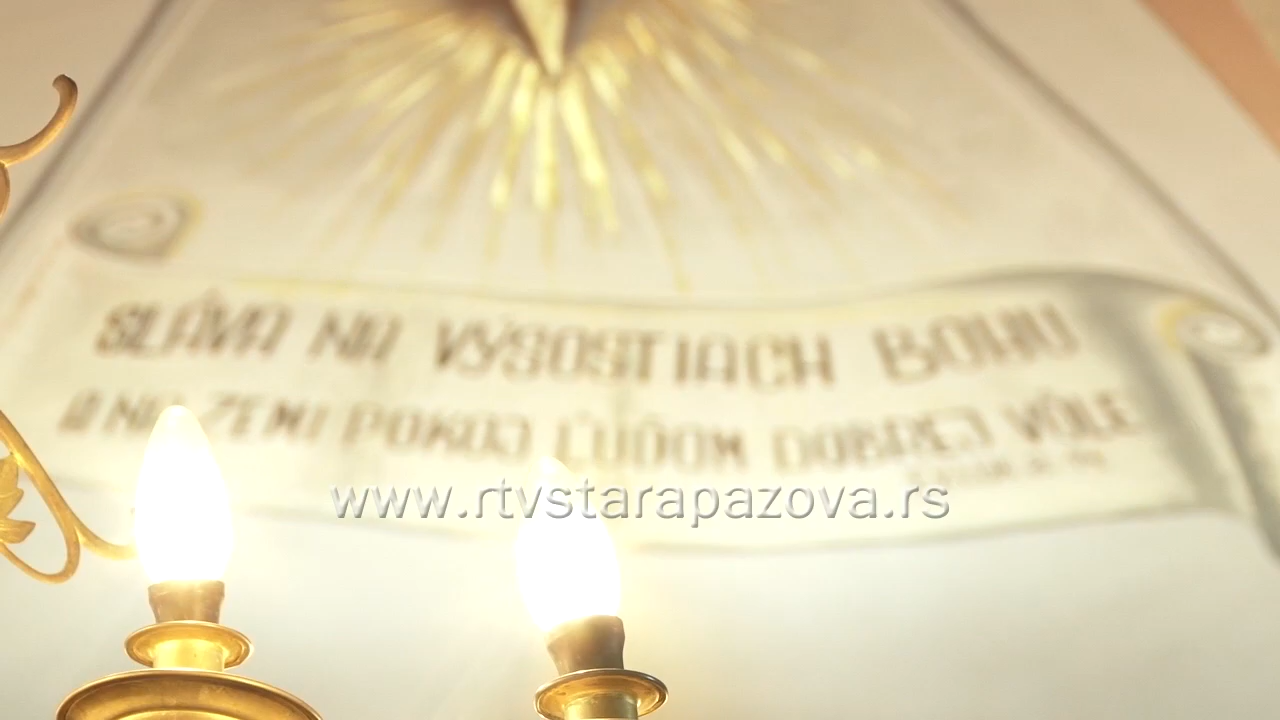 SLÁVA NA VÝSOSTIACH BOHU
A NA ZEMI POKOJ ĽUĎOM DOBREJ VÔLE
www.rtvstarapazova.rs